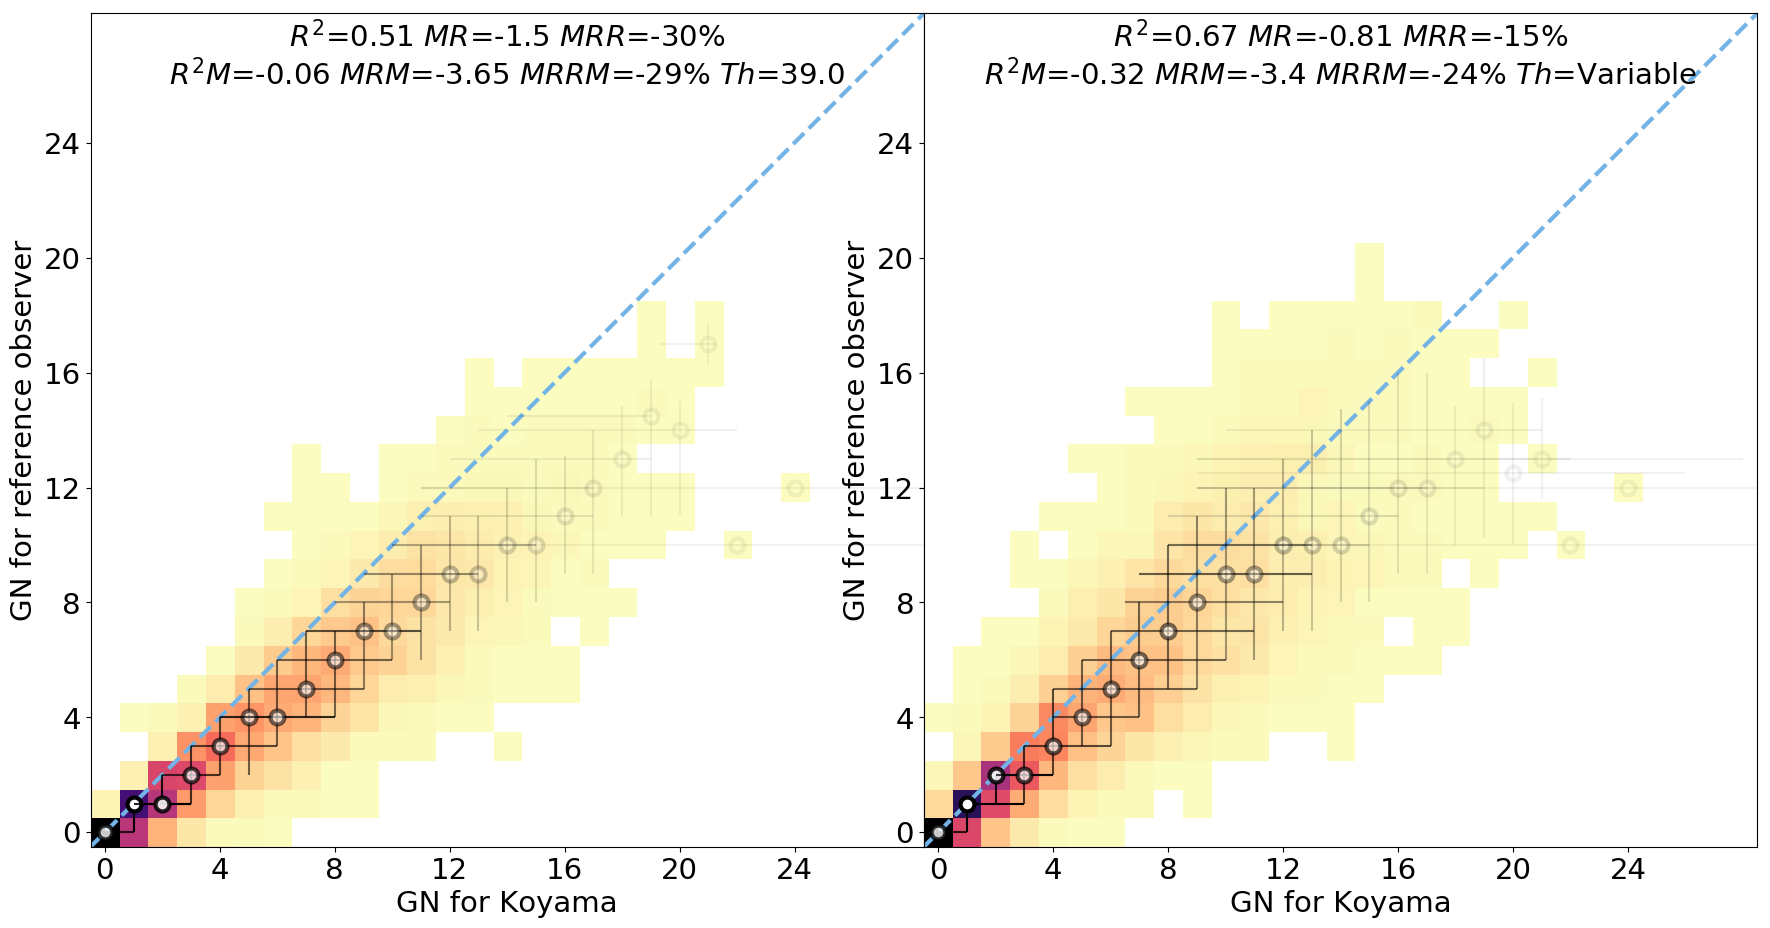 R²=0.51 MR=-1.5 MRR=-30%
R²M=-0.06 MRM=-3.65 MRRM=-29% Th=39.0
24
20
16
12
8
4
0
GN for reference observer
0 4 8 12 16 20 24
GN for Koyama
R²=0.67 MR=-0.81 MRR=-15%
R²M=-0.32 MRM=-3.4 MRRM=-24% Th=Variable
24
20
16
12
8
4
0
GN for reference observer
0 4 8 12 16 20 24
GN for Koyama